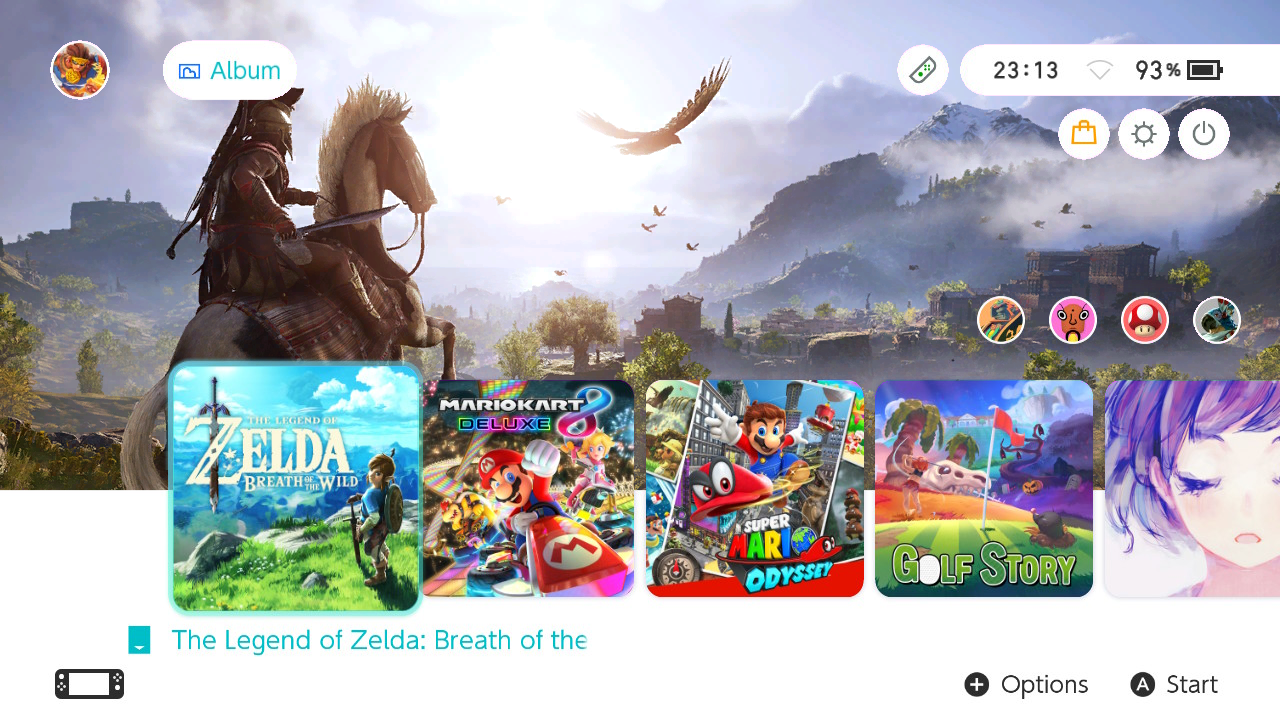 Album
23:13
93%
THE LEGEND OF
ZELDA
BREATH OF THE WILD
MARIOKART 8
DELUXE
M
SUPER
MARIO
ODYSSEY
GOLF STORY
The Legend of Zelda: Breath of the
+ Options
A Start